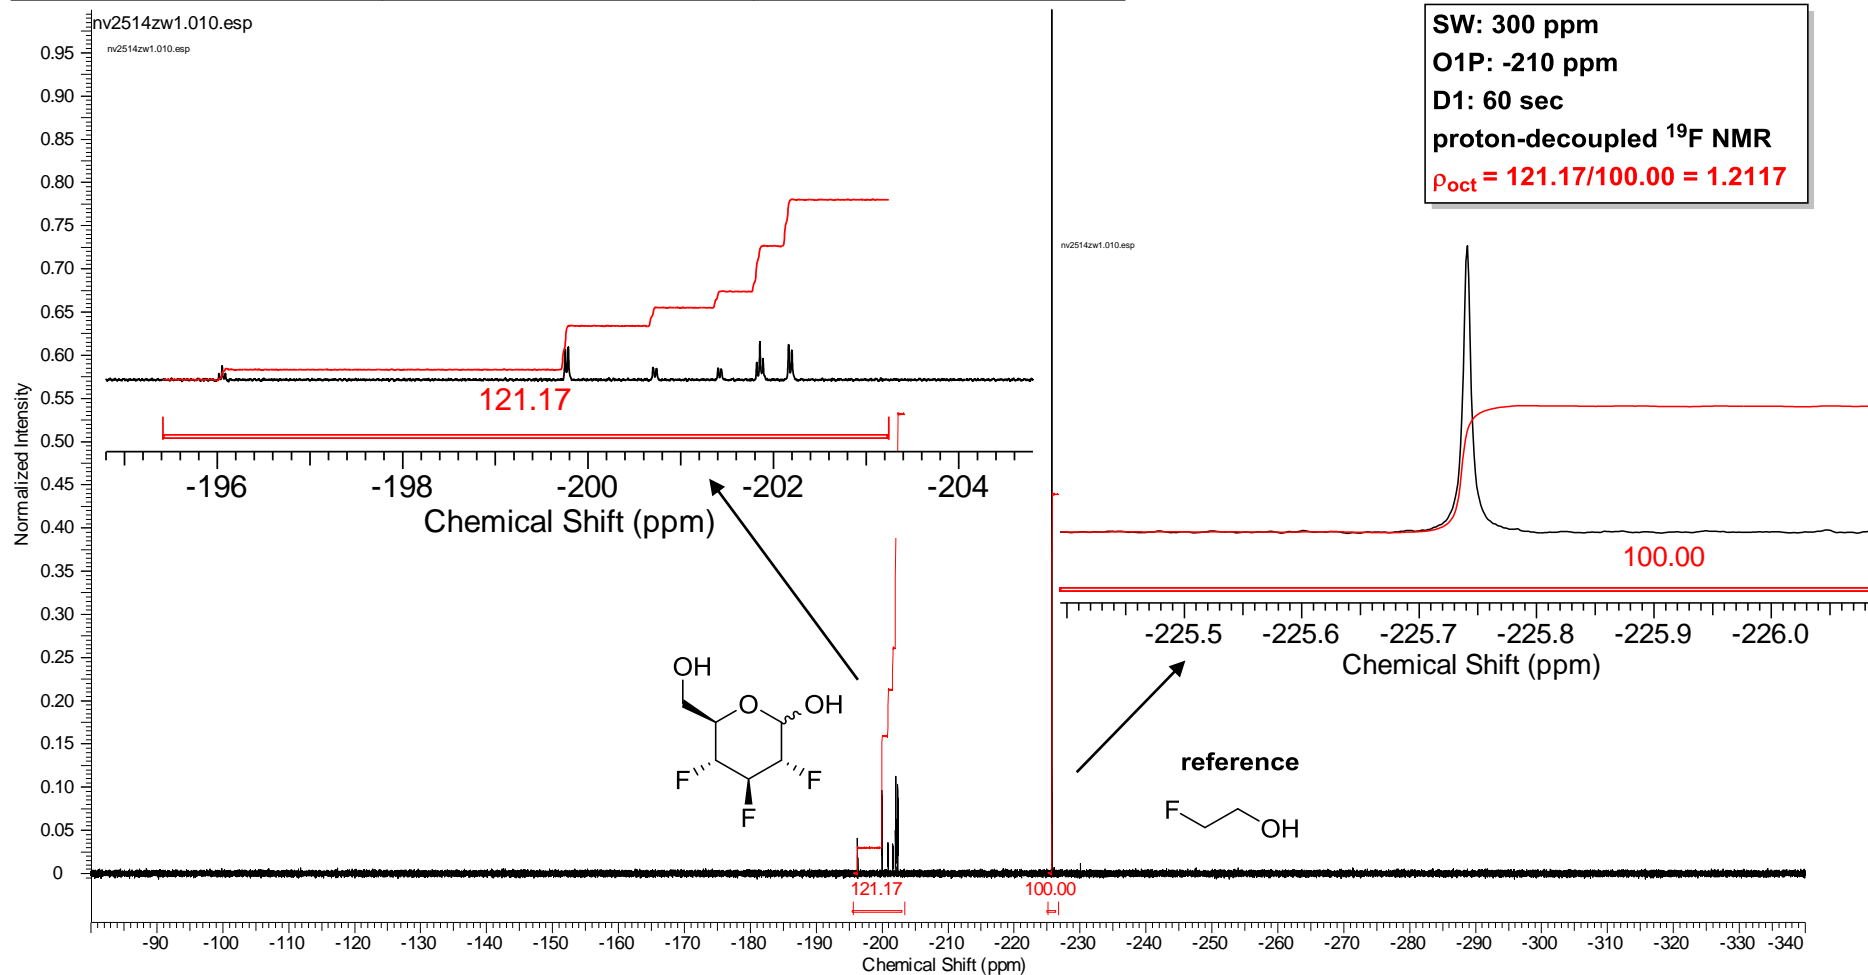 nv2514zw1.010.esp
nv2514zw1.010.esp
SW: 300 ppm
O1P: -210 ppm
D1: 60 sec
proton-decoupled ¹⁹F NMR
ρoct = 121.17/100.00 = 1.2117
Normalized Intensity
0.95
0.90
0.85
0.80
0.75
0.70
0.65
0.60
0.55
0.50
0.45
0.40
0.35
0.30
0.25
0.20
0.15
0.10
0.05
0
121.17
-196 -198 -200 -202 -204
Chemical Shift (ppm)
nv2514zw1.010.esp
100.00
-225.5 -225.6 -225.7 -225.8 -225.9 -226.0
Chemical Shift (ppm)
OH
O OH
F F
F
reference
F
OH
121.17 100.00
-90 -100 -110 -120 -130 -140 -150 -160 -170 -180 -190 -200 -210 -220 -230 -240 -250 -260 -270 -280 -290 -300 -310 -320 -330 -340
Chemical Shift (ppm)